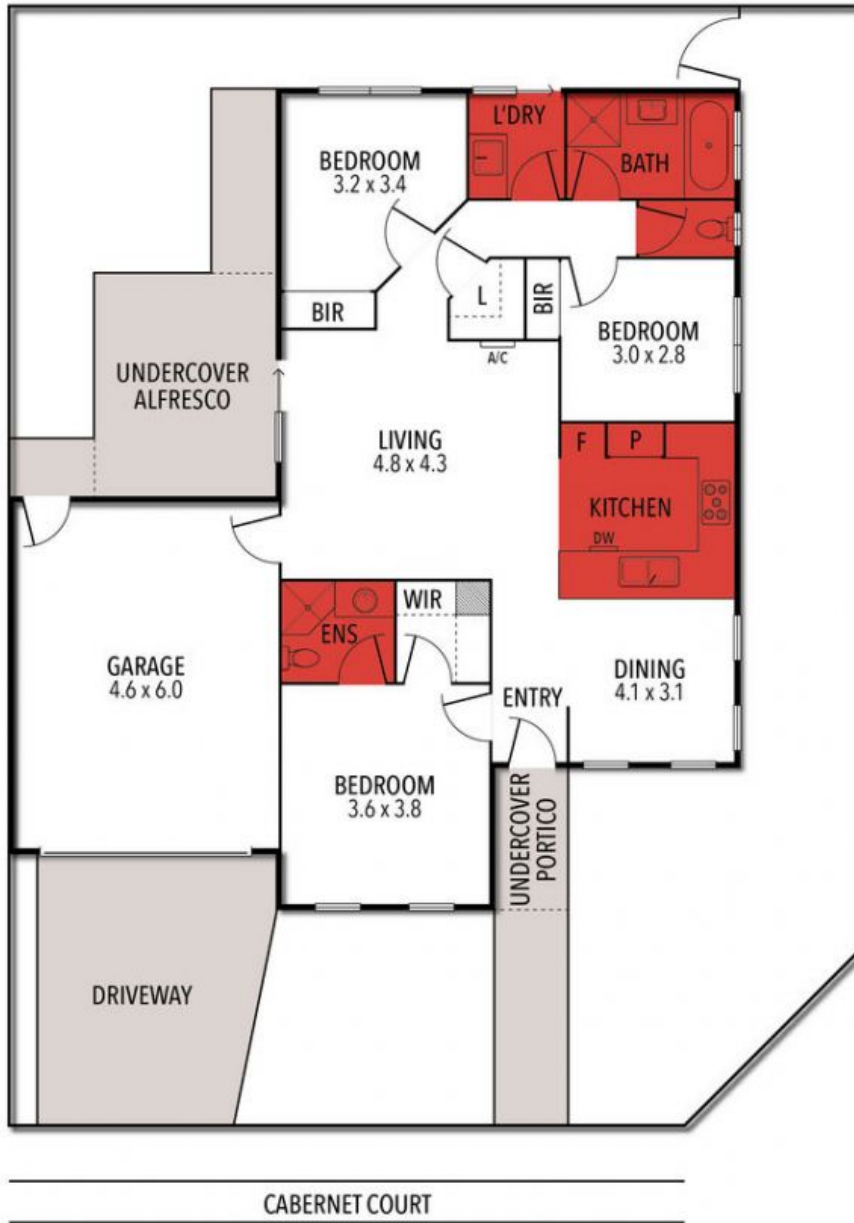 L'DRY
BEDROOM
3.2 x 3.4
BATH
L
BIR
BIR
BEDROOM
3.0 x 2.8
A/C
UNDERCOVER
ALFRESCO
LIVING
4.8 x 4.3
F
P
KITCHEN
DW
WIR
ENS
GARAGE
4.6 x 6.0
DINING
4.1 x 3.1
ENTRY
BEDROOM
3.6 x 3.8
UNDERCOVER
PORTICO
DRIVEWAY
CABERNET COURT